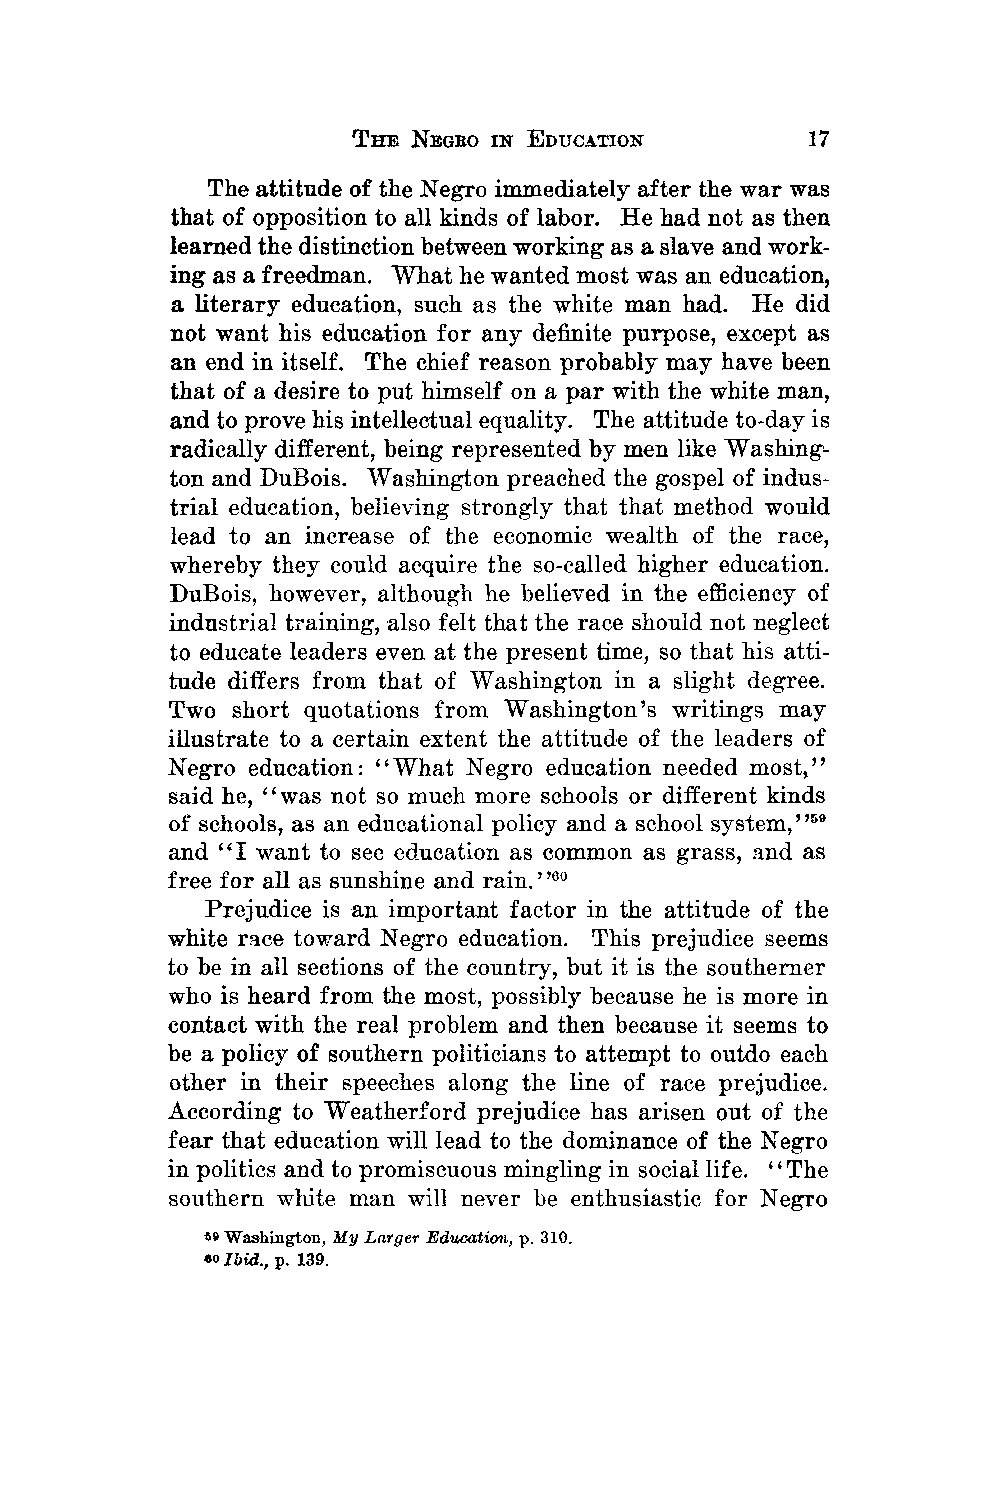 THE NEGRO IN EDUCATION 17
The attitude of the Negro immediately after the war was
that of opposition to all kinds of labor. He had not as then
learned the distinction between working as a slave and work-
ing as a freedman. What he wanted most was an education,
a literary education, such as the white man had. He did
not want his education for any definite purpose, except as
an end in itself. The chief reason probably may have been
that of a desire to put himself on a par with the white man,
and to prove his intellectual equality. The attitude to-day is
radically different, being represented by men like Washing-
ton and DuBois. Washington preached the gospel of indus-
trial education, believing strongly that that method would
lead to an increase of the economic wealth of the race,
whereby they could acquire the so-called higher education.
DuBois, however, although he believed in the efficiency of
industrial training, also felt that the race should not neglect
to educate leaders even at the present time, so that his atti-
tude differs from that of Washington in a slight degree.
Two short quotations from Washington's writings may
illustrate to a certain extent the attitude of the leaders of
Negro education: "What Negro education needed most,"
said he, "was not so much more schools or different kinds
of schools, as an educational policy and a school system,"59
and "I want to see education as common as grass, and as
free for all as sunshine and rain."60
Prejudice is an important factor in the attitude of the
white race toward Negro education. This prejudice seems
to be in all sections of the country, but it is the southerner
who is heard from the most, possibly because he is more in
contact with the real problem and then because it seems to
be a policy of southern politicians to attempt to outdo each
other in their speeches along the line of race prejudice.
According to Weatherford prejudice has arisen out of the
fear that education will lead to the dominance of the Negro
in politics and to promiscuous mingling in social life. "The
southern white man will never be enthusiastic for Negro
59 Washington, My Larger Education, p. 310.
60 Ibid., p. 139.